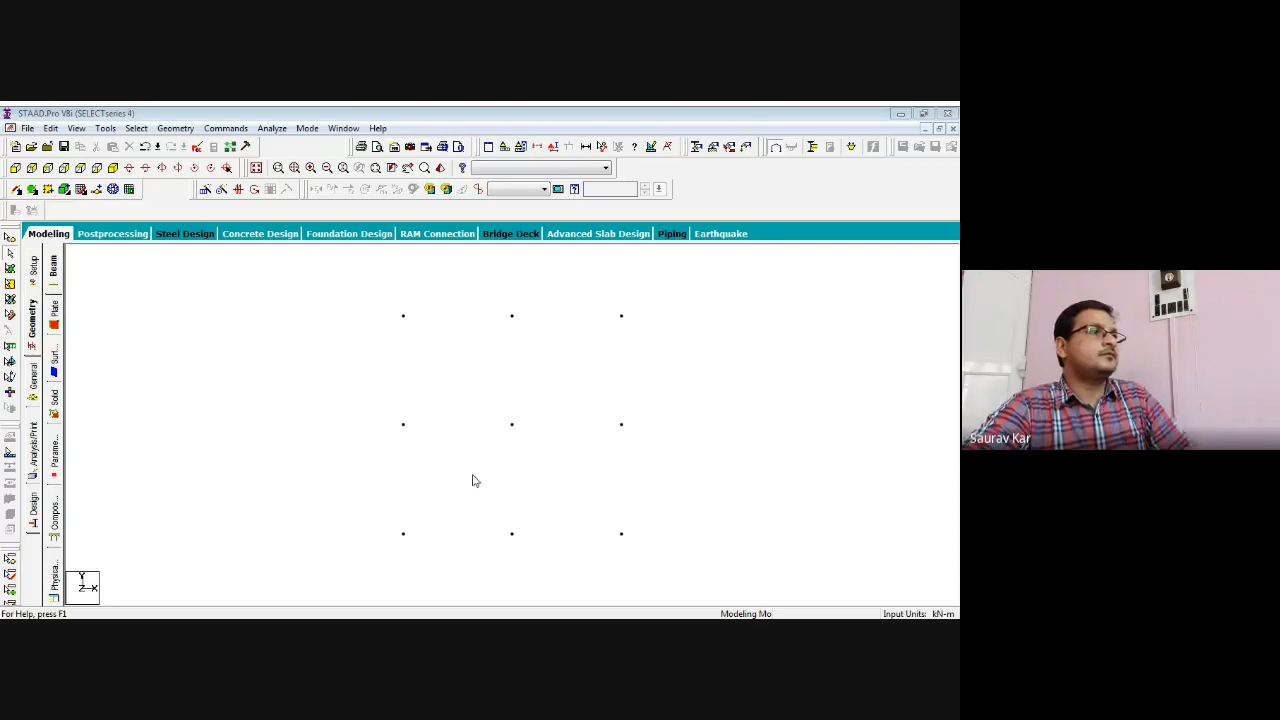 STAAD.Pro V8i (SELECTseries 4)
File Edit View Tools Select Geometry Commands Analyze Mode Window Help
Modeling Postprocessing Steel Design Concrete Design Foundation Design RAM Connection Bridge Deck Advanced Slab Design Piping Earthquake
Setup
Geometry
General
Analysis/Print
Design
Beam
Plate
Surf...
Solid
Parame...
Compos...
Physica...
Y
Z X
For Help, press F1
Modeling Mo
Input Units: kN-m
Saurav Kar